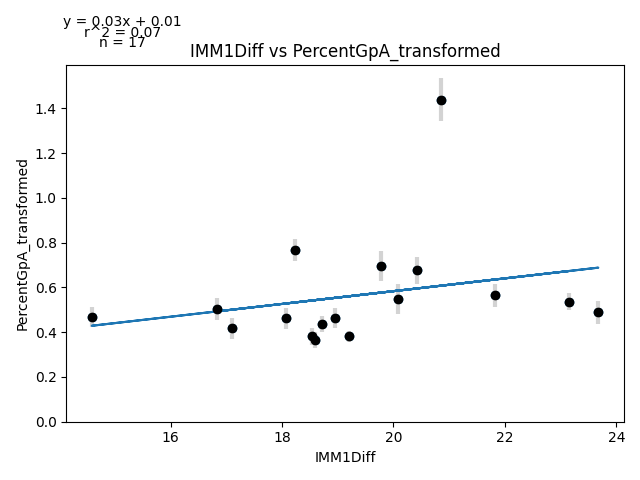 y = 0.03x + 0.01
r^2 = 0.07
n = 17
IMM1Diff vs PercentGpA_transformed
PercentGpA_transformed
1.4
1.2
1.0
0.8
0.6
0.4
0.2
0.0
16 18 20 22 24
IMM1Diff